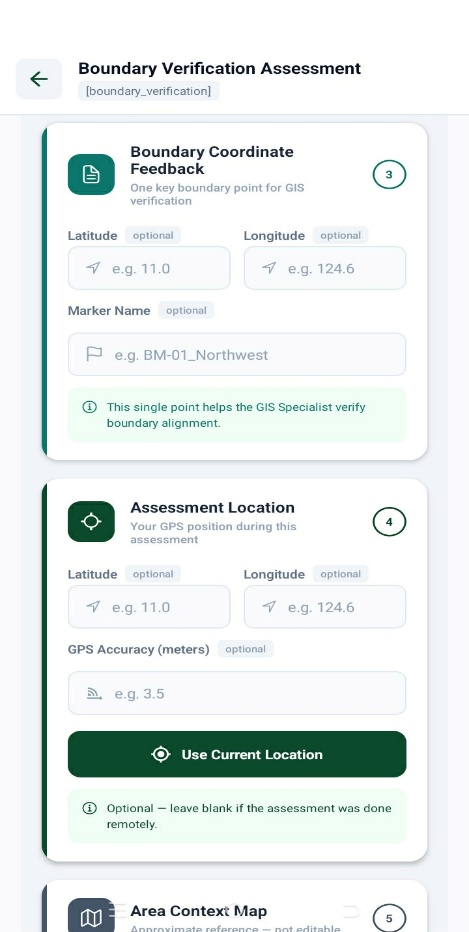 Boundary Verification Assessment
[boundary_verification]
Boundary Coordinate
Feedback
3
One key boundary point for GIS
verification
Latitude optional Longitude optional
e.g. 11.0 e.g. 124.6
Marker Name optional
e.g. BM-01_Northwest
This single point helps the GIS Specialist verify
boundary alignment.
Assessment Location
4
Your GPS position during this
assessment
Latitude optional Longitude optional
e.g. 11.0 e.g. 124.6
GPS Accuracy (meters) optional
e.g. 3.5
Use Current Location
Optional — leave blank if the assessment was done
remotely.
Area Context Map
5
Approximate reference — not editable